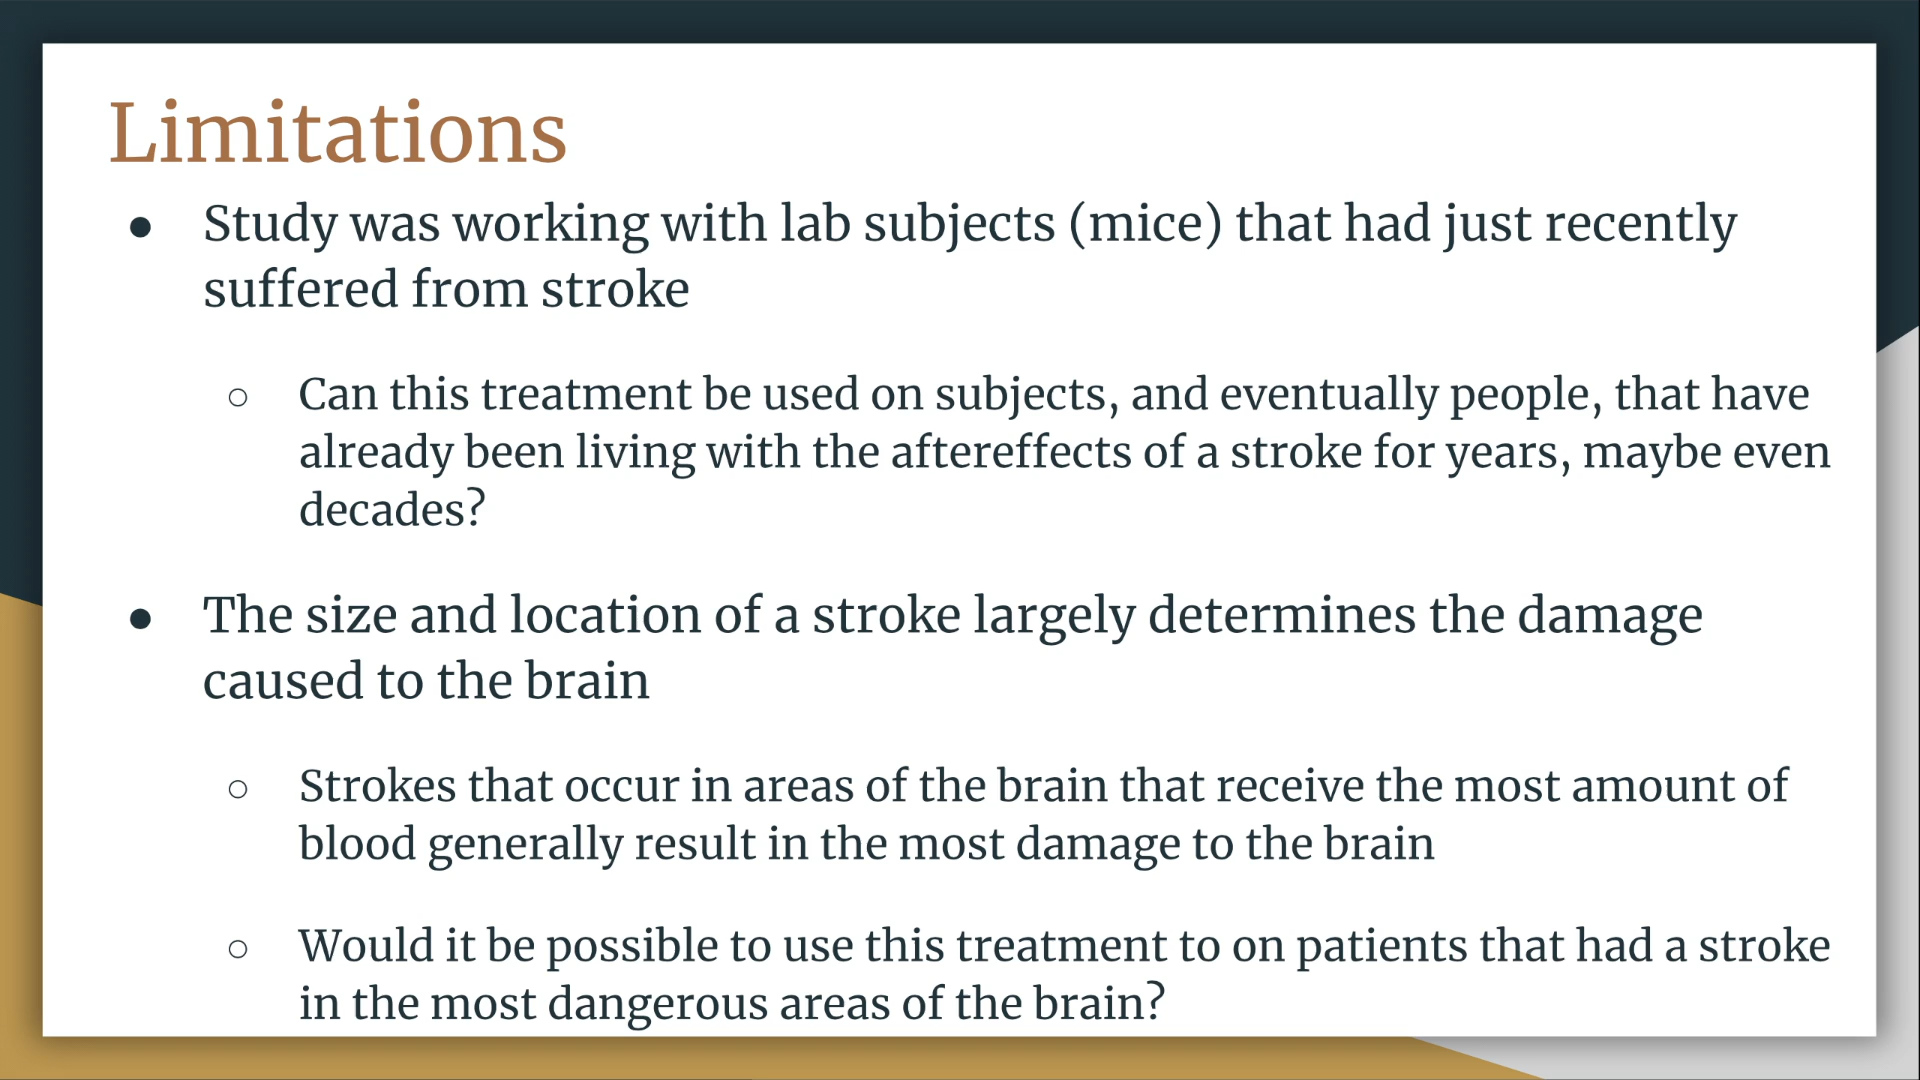 Limitations
● Study was working with lab subjects (mice) that had just recently
suffered from stroke
○ Can this treatment be used on subjects, and eventually people, that have
already been living with the aftereffects of a stroke for years, maybe even
decades?
● The size and location of a stroke largely determines the damage
caused to the brain
○ Strokes that occur in areas of the brain that receive the most amount of
blood generally result in the most damage to the brain
○ Would it be possible to use this treatment to on patients that had a stroke
in the most dangerous areas of the brain?